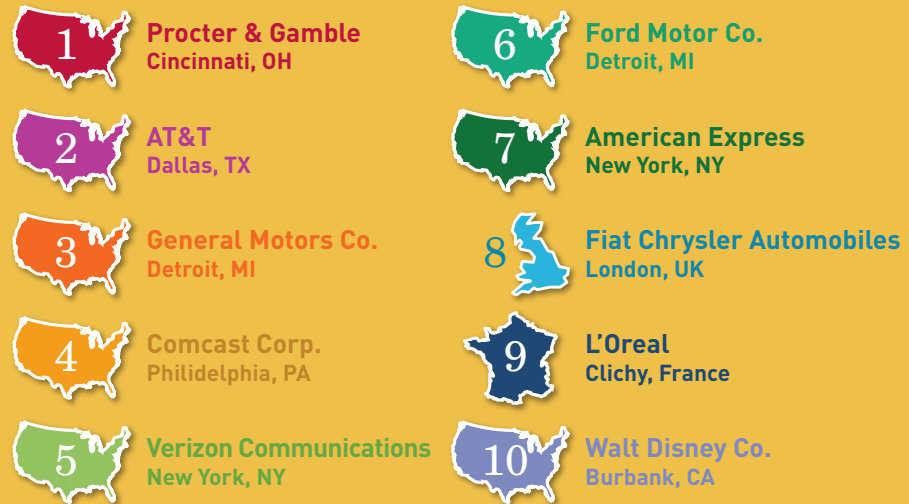 1
Procter & Gamble
Cincinnati, OH
2
AT&T
Dallas, TX
3
General Motors Co.
Detroit, MI
4
Comcast Corp.
Philidelphia, PA
5
Verizon Communications
New York, NY
6
Ford Motor Co.
Detroit, MI
7
American Express
New York, NY
8
Fiat Chrysler Automobiles
London, UK
9
L'Oreal
Clichy, France
10
Walt Disney Co.
Burbank, CA